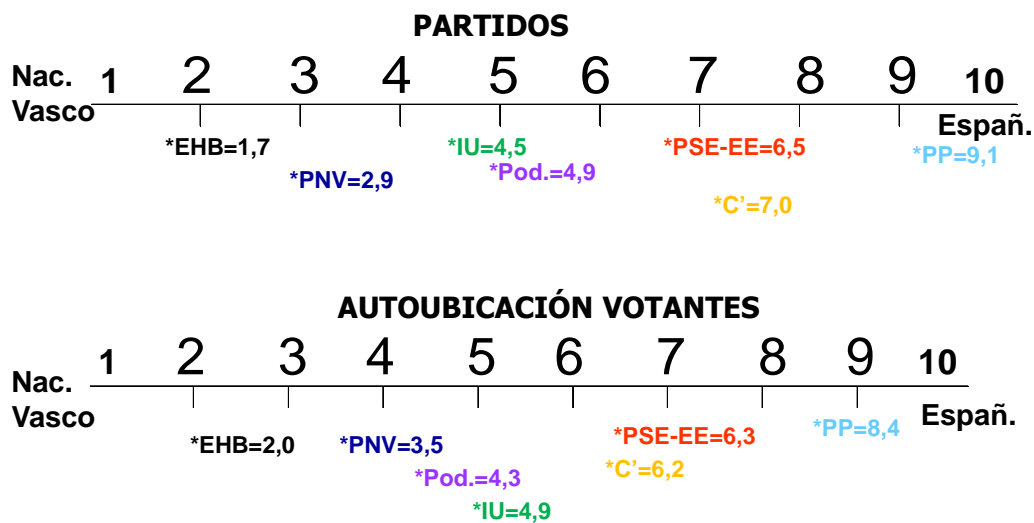 PARTIDOS
Nac. Vasco 1 2 3 4 5 6 7 8 9 10 Españ.
*EHB=1,7 *IU=4,5 *PSE-EE=6,5 *PP=9,1
*PNV=2,9 *Pod.=4,9
*C’=7,0
AUTOUBICACIÓN VOTANTES
Nac. Vasco 1 2 3 4 5 6 7 8 9 10 Españ.
*EHB=2,0 *PNV=3,5 *PSE-EE=6,3 *PP=8,4
*Pod.=4,3 *C’=6,2
*IU=4,9